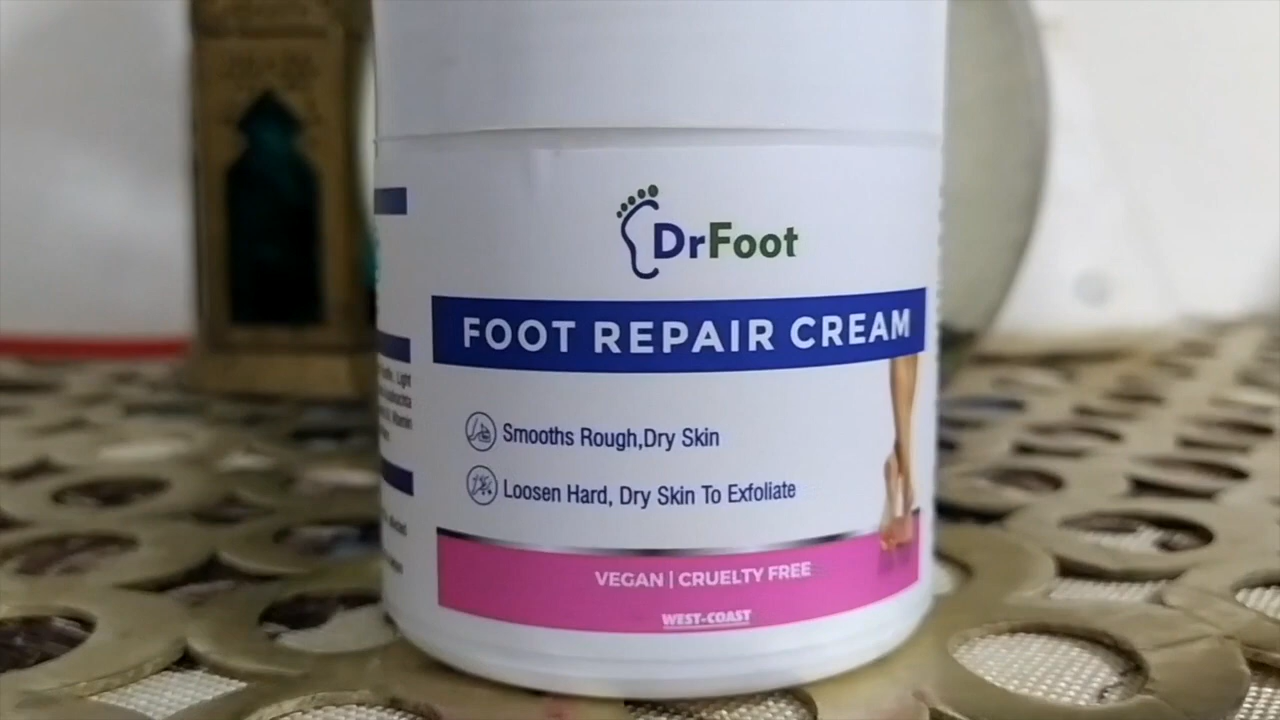 DrFoot
FOOT REPAIR CREAM
Smooths Rough,Dry Skin
Loosen Hard, Dry Skin To Exfoliate
VEGAN | CRUELTY FREE
WEST-COAST
Light